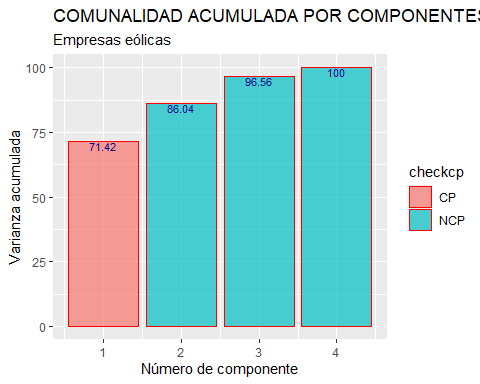 COMUNALIDAD ACUMULADA POR COMPONENTES
Empresas eólicas
Varianza acumulada
100
75
50
25
0
71.42
86.04
96.56
100
1
2
3
4
Número de componente
checkcp
CP
NCP